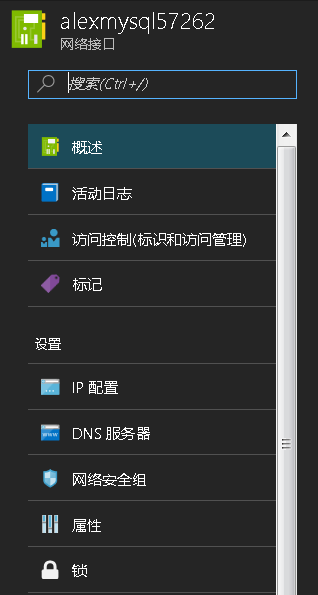 alexmysql57262
网络接口
搜索(Ctrl+/)
概述
活动日志
访问控制(标识和访问管理)
标记
设置
IP 配置
DNS 服务器
网络安全组
属性
锁